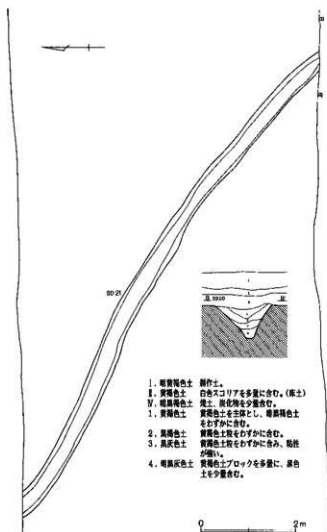 SD-21
Ⅰ. 暗黄褐色土 耕作土。
Ⅱ. 黄褐色土 白色スコリアを多量に含む。(床土)
Ⅳ. 暗黒褐色土 焼土、炭化物を少量含む。
1. 黄褐色土 黄褐色土を主体とし、暗黒褐色土
をわずかに含む。
2. 黒褐色土 黄褐色土粒をわずかに含む。
3. 黒灰色土 黄褐色土粒をわずかに含み、粘性
が強い。
4. 暗黒灰色土 黄褐色土ブロックを多量に、黒色
土を少量含む。
0 2m